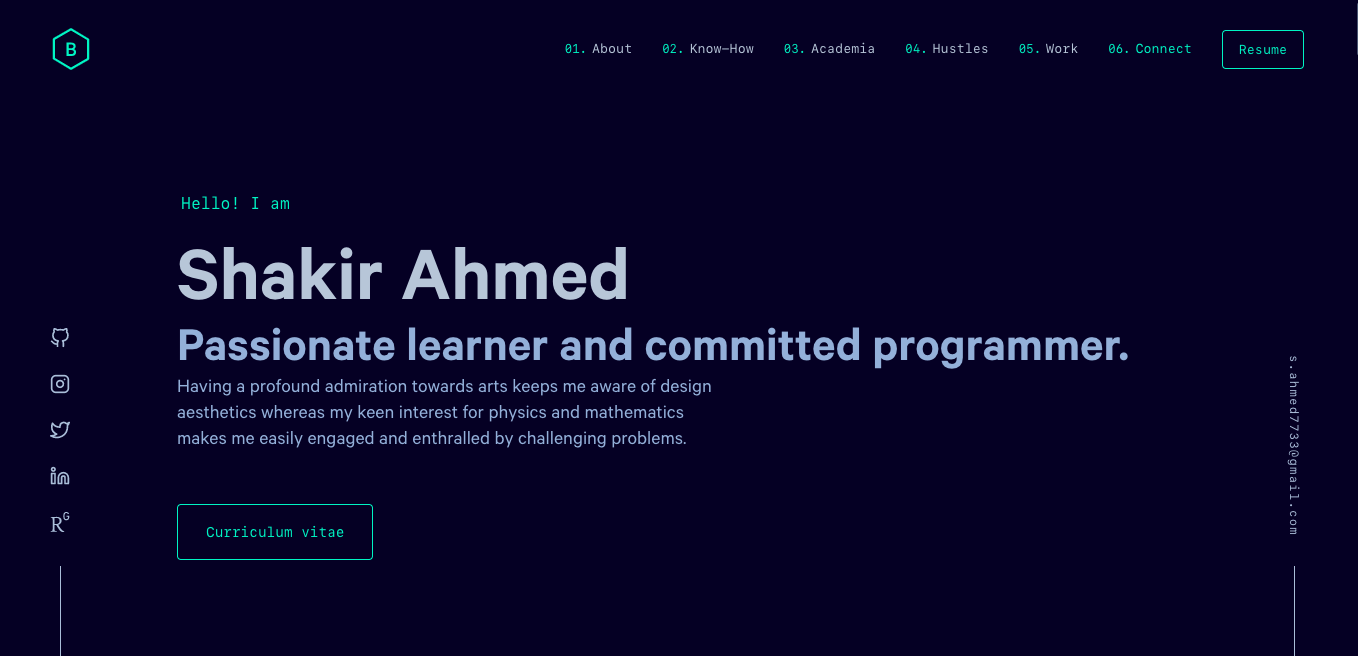 B
01. About 02. Know-How 03. Academia 04. Hustles 05. Work 06. Connect Resume
Hello! I am
Shakir Ahmed
Passionate learner and committed programmer.
Having a profound admiration towards arts keeps me aware of design
aesthetics whereas my keen interest for physics and mathematics
makes me easily engaged and enthralled by challenging problems.
Curriculum vitae
in
RG
s.ahmed7733@gmail.com